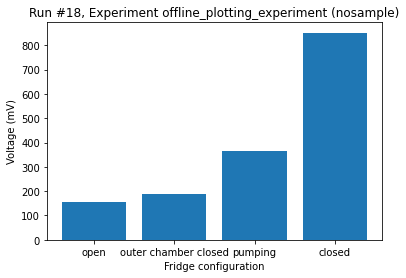 Run #18, Experiment offline_plotting_experiment (nosample)
800
700
600
500
400
300
200
100
0
Voltage (mV)
open outer chamber closed pumping closed
Fridge configuration